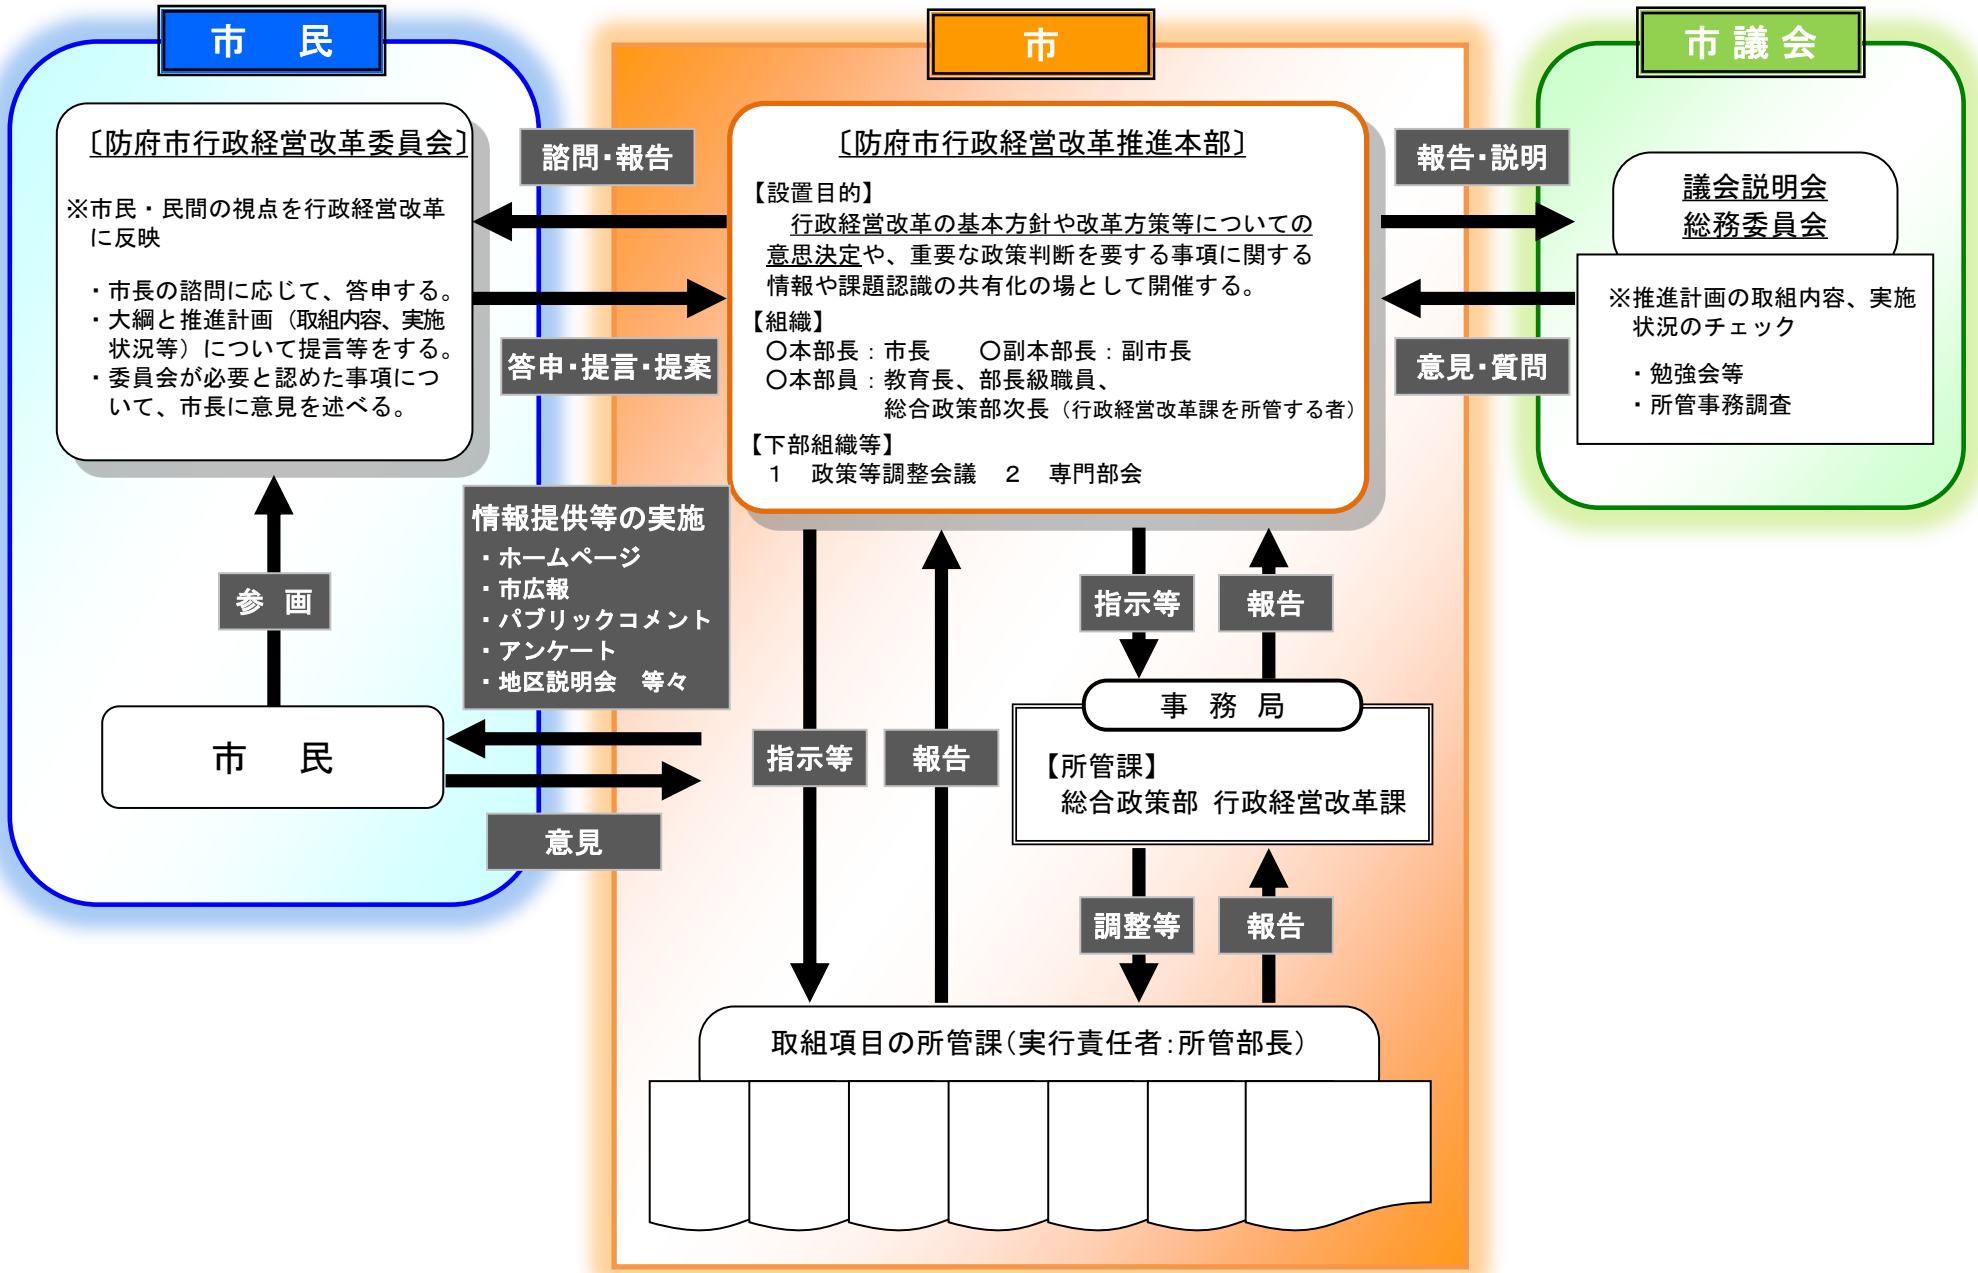 市　民
〔防府市行政経営改革委員会〕
※市民・民間の視点を行政経営改革
に反映
・市長の諮問に応じて、答申する。
・大綱と推進計画（取組内容、実施
状況等）について提言等をする。
・委員会が必要と認めた事項につ
いて、市長に意見を述べる。
参 画
市　民
諮問・報告
答申・提言・提案
情報提供等の実施
・ホームページ
・市広報
・パブリックコメント
・アンケート
・地区説明会　等々
意見
市
〔防府市行政経営改革推進本部〕
【設置目的】
行政経営改革の基本方針や改革方策等についての
意思決定や、重要な政策判断を要する事項に関する
情報や課題認識の共有化の場として開催する。
【組織】
○本部長：市長　　○副本部長：副市長
○本部員：教育長、部長級職員、
総合政策部次長（行政経営改革課を所管する者）
【下部組織等】
１　政策等調整会議　２　専門部会
指示等
報告
指示等
報告
事 務 局
【所管課】
総合政策部 行政経営改革課
調整等
報告
取組項目の所管課（実行責任者：所管部長）
市議会
報告・説明
意見・質問
議会説明会
総務委員会
※推進計画の取組内容、実施
状況のチェック
・勉強会等
・所管事務調査